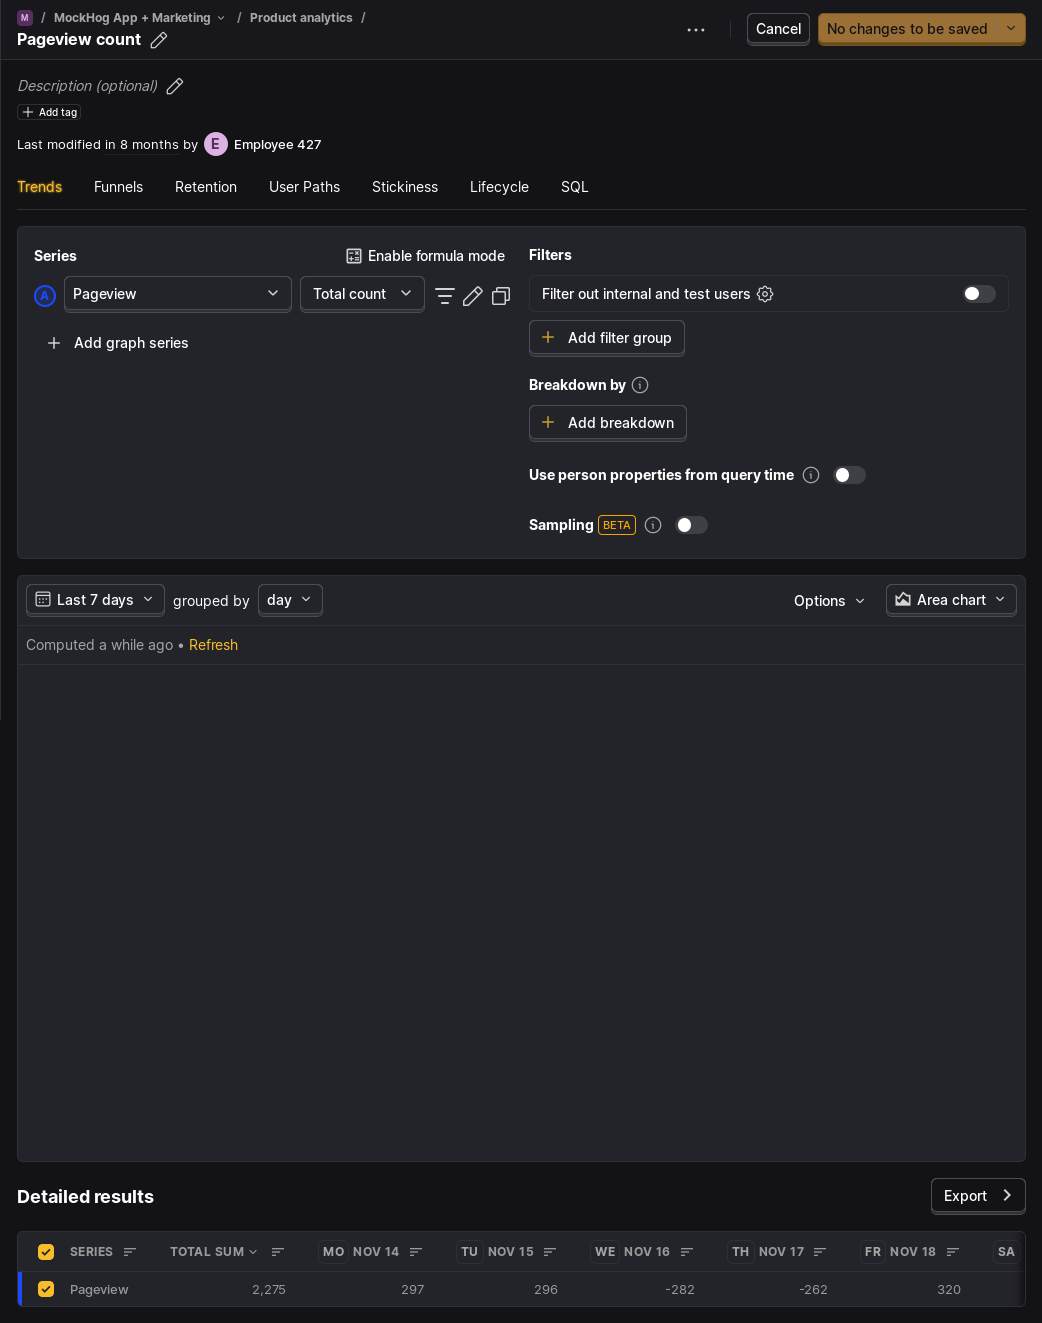 M / MockHog App + Marketing / Product analytics /
Pageview count
Cancel
No changes to be saved
Description (optional)
Add tag
Last modified in 8 months by E Employee 427
Trends Funnels Retention User Paths Stickiness Lifecycle SQL
Series
Enable formula mode
A Pageview Total count
Add graph series
Filters
Filter out internal and test users
Add filter group
Breakdown by
Add breakdown
Use person properties from query time
Sampling BETA
Last 7 days grouped by day Options Area chart
Computed a while ago • Refresh
Detailed results Export
SERIES TOTAL SUM MO NOV 14 TU NOV 15 WE NOV 16 TH NOV 17 FR NOV 18 SA
Pageview 2,275 297 296 -282 -262 320